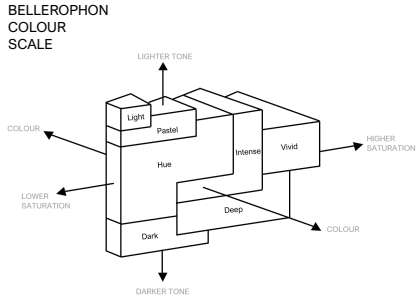 BELLEROPHON
COLOUR
SCALE
LIGHTER TONE
Light
Pastel
COLOUR
Hue
Intense
Vivid
HIGHER
SATURATION
LOWER
SATURATION
Deep
Dark
COLOUR
DARKER TONE